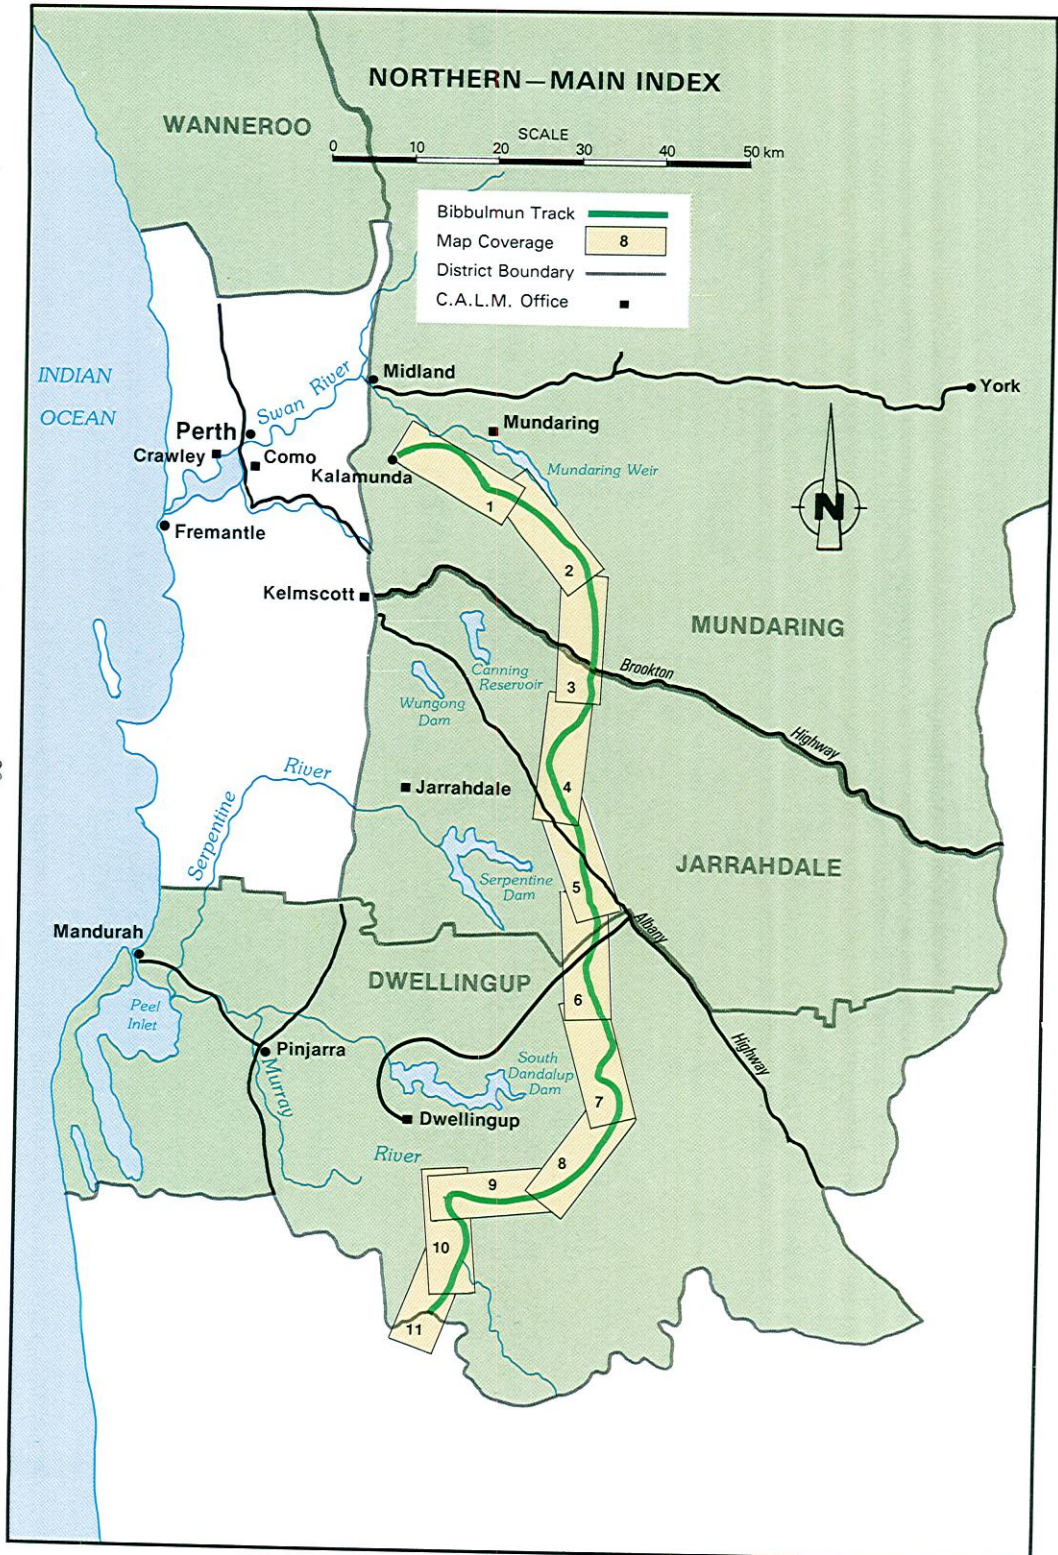 NORTHERN — MAIN INDEX
WANNEROO
SCALE
0 10 20 30 40 50 km
Bibbulmun Track
Map Coverage 8
District Boundary
C.A.L.M. Office
INDIAN
OCEAN
Swan River
Midland
York
Perth
Mundaring
Crawley
Como
Kalamunda
Mundaring Weir
1
N
Fremantle
2
Kelmscott
MUNDARING
Canning
Reservoir
Brookton
Highway
3
Wungong
Dam
River
Serpentine
Jarrahdale
4
JARRAHDALE
Serpentine
Dam
5
Albany
Highway
Mandurah
DWELLINGUP
Peel
Inlet
6
Pinjarra
South
Dandalup
Dam
Murray
River
7
Dwellingup
8
9
10
11